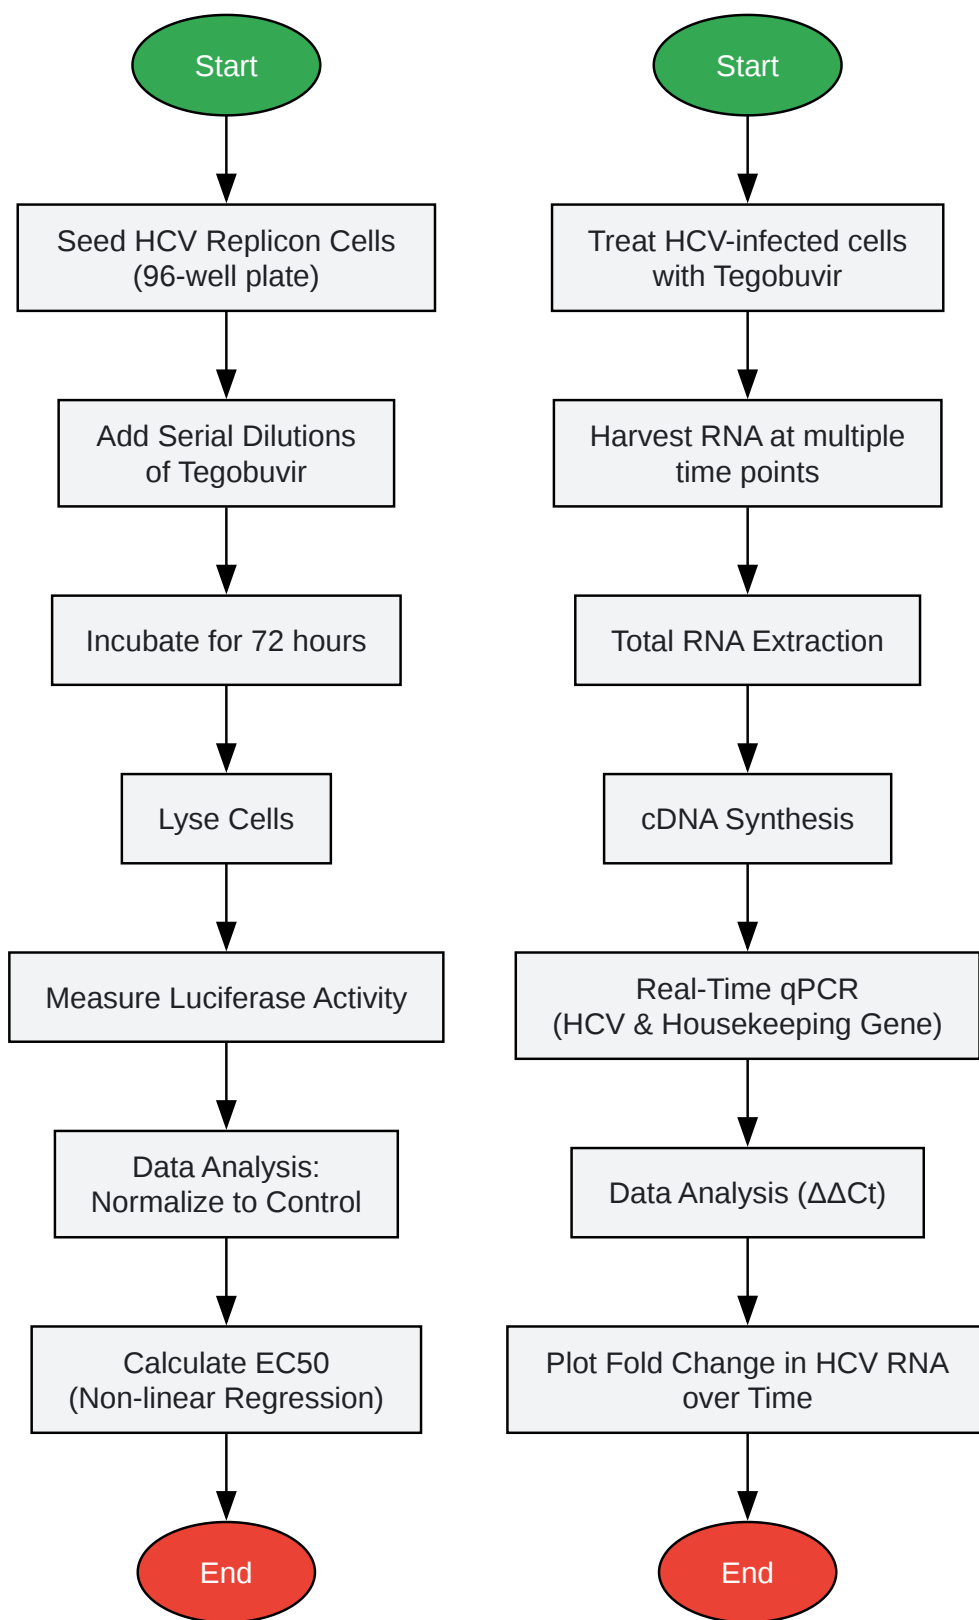 Start
Seed HCV Replicon Cells
(96-well plate)
Add Serial Dilutions
of Tegobuvir
Incubate for 72 hours
Lyse Cells
Measure Luciferase Activity
Data Analysis:
Normalize to Control
Calculate EC50
(Non-linear Regression)
End
Start
Treat HCV-infected cells
with Tegobuvir
Harvest RNA at multiple
time points
Total RNA Extraction
cDNA Synthesis
Real-Time qPCR
(HCV & Housekeeping Gene)
Data Analysis (ΔΔCt)
Plot Fold Change in HCV RNA
over Time
End